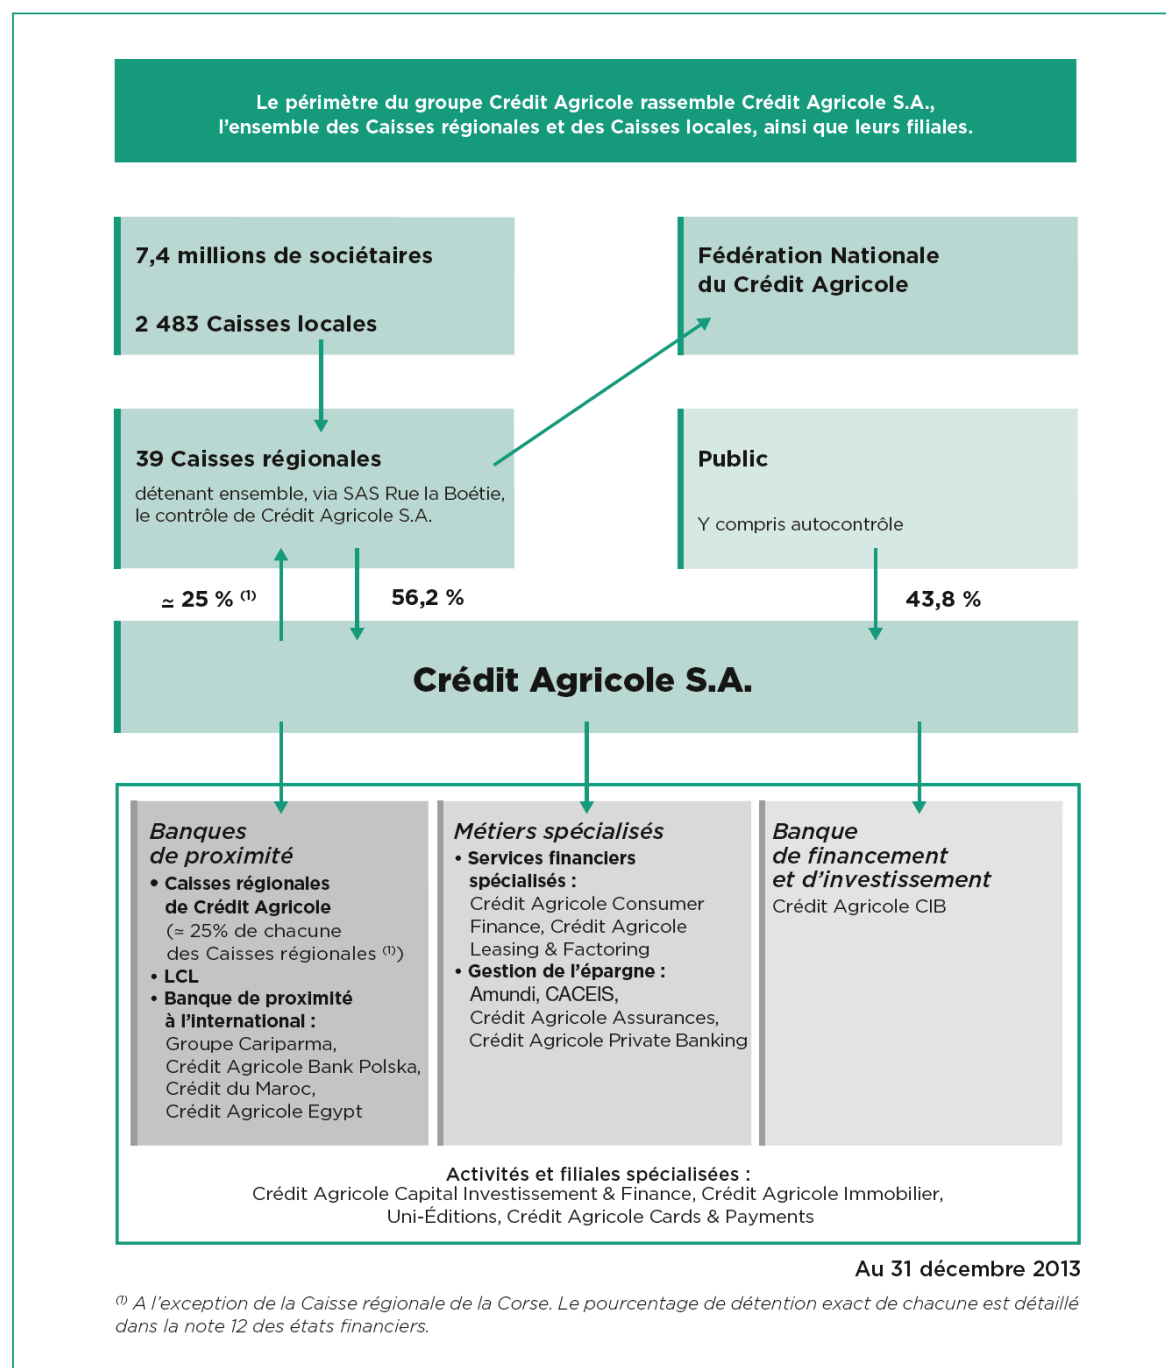 Le périmètre du groupe Crédit Agricole rassemble Crédit Agricole S.A.,
l’ensemble des Caisses régionales et des Caisses locales, ainsi que leurs filiales.
7,4 millions de sociétaires
2 483 Caisses locales
Fédération Nationale
du Crédit Agricole
39 Caisses régionales
détenant ensemble, via SAS Rue la Boétie,
le contrôle de Crédit Agricole S.A.
Public
Y compris autocontrôle
≃ 25 % (1)
56,2 %
43,8 %
Crédit Agricole S.A.
Banques
de proximité
• Caisses régionales
de Crédit Agricole
(≃ 25% de chacune
des Caisses régionales (1))
• LCL
• Banque de proximité
à l’international :
Groupe Cariparma,
Crédit Agricole Bank Polska,
Crédit du Maroc,
Crédit Agricole Egypt
Métiers spécialisés
• Services financiers
spécialisés :
Crédit Agricole Consumer
Finance, Crédit Agricole
Leasing & Factoring
• Gestion de l’épargne :
Amundi, CACEIS,
Crédit Agricole Assurances,
Crédit Agricole Private Banking
Banque
de financement
et d’investissement
Crédit Agricole CIB
Activités et filiales spécialisées :
Crédit Agricole Capital Investissement & Finance, Crédit Agricole Immobilier,
Uni-Éditions, Crédit Agricole Cards & Payments
Au 31 décembre 2013
(1) A l’exception de la Caisse régionale de la Corse. Le pourcentage de détention exact de chacune est détaillé
dans la note 12 des états financiers.